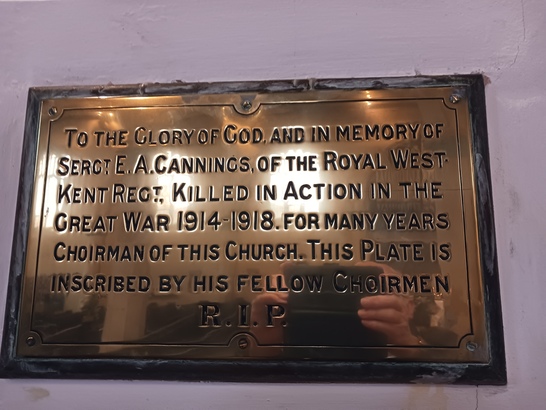 TO THE GLORY OF GOD. AND IN MEMORY OF
SERGT E. A. CANNINGS, OF THE ROYAL WEST-
KENT REGT, KILLED IN ACTION IN THE
GREAT WAR 1914-1918. FOR MANY YEARS
CHOIRMAN OF THIS CHURCH. THIS PLATE IS
INSCRIBED BY HIS FELLOW CHOIRMEN
R. I. P.